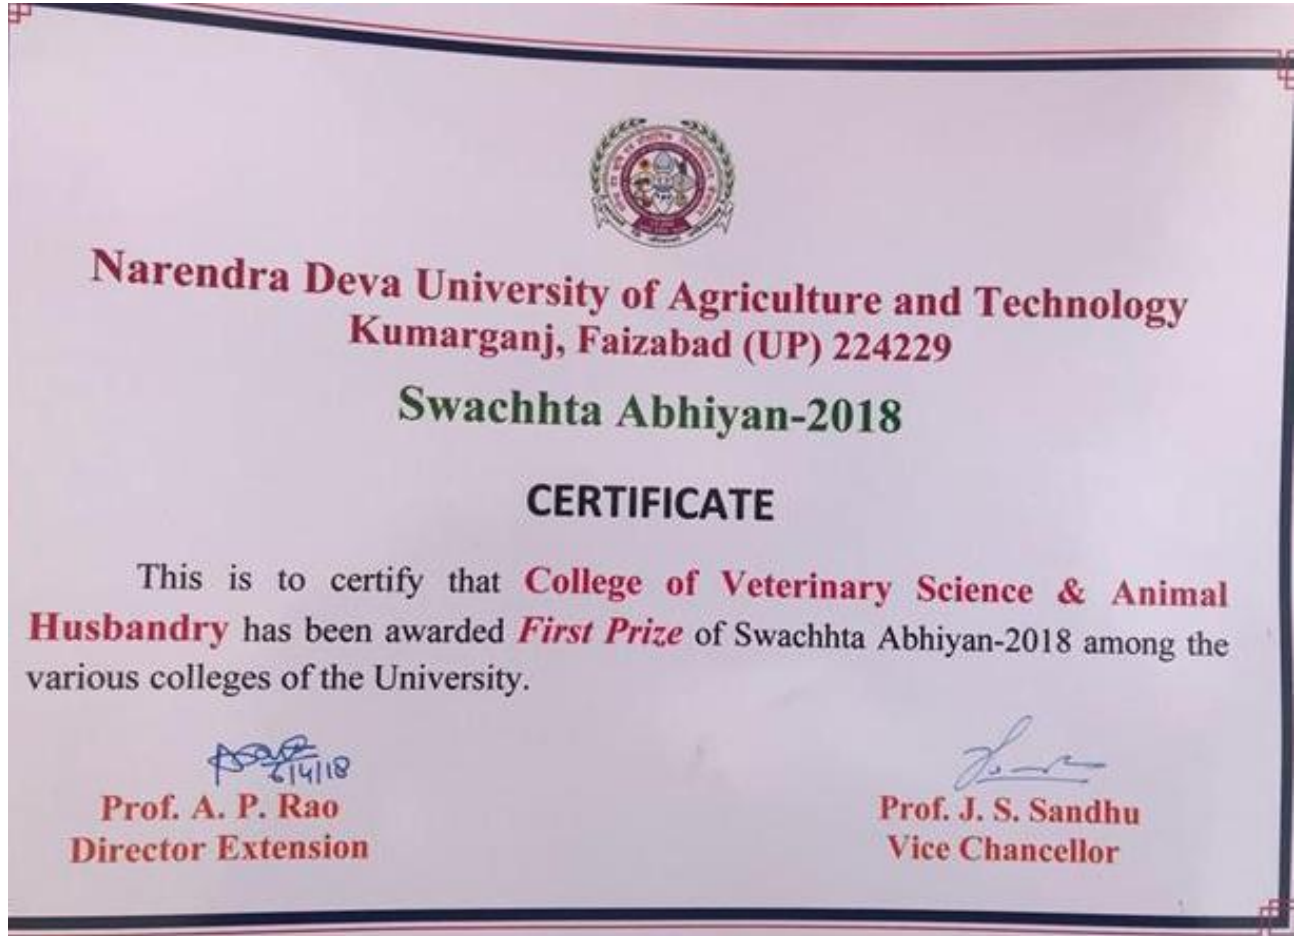 Narendra Deva University of Agriculture and Technology
Kumarganj, Faizabad (UP) 224229
Swachhta Abhiyan-2018
CERTIFICATE
This is to certify that College of Veterinary Science & Animal
Husbandry has been awarded First Prize of Swachhta Abhiyan-2018 among the
various colleges of the University.
6/4/18
Prof. A. P. Rao
Director Extension
Prof. J. S. Sandhu
Vice Chancellor